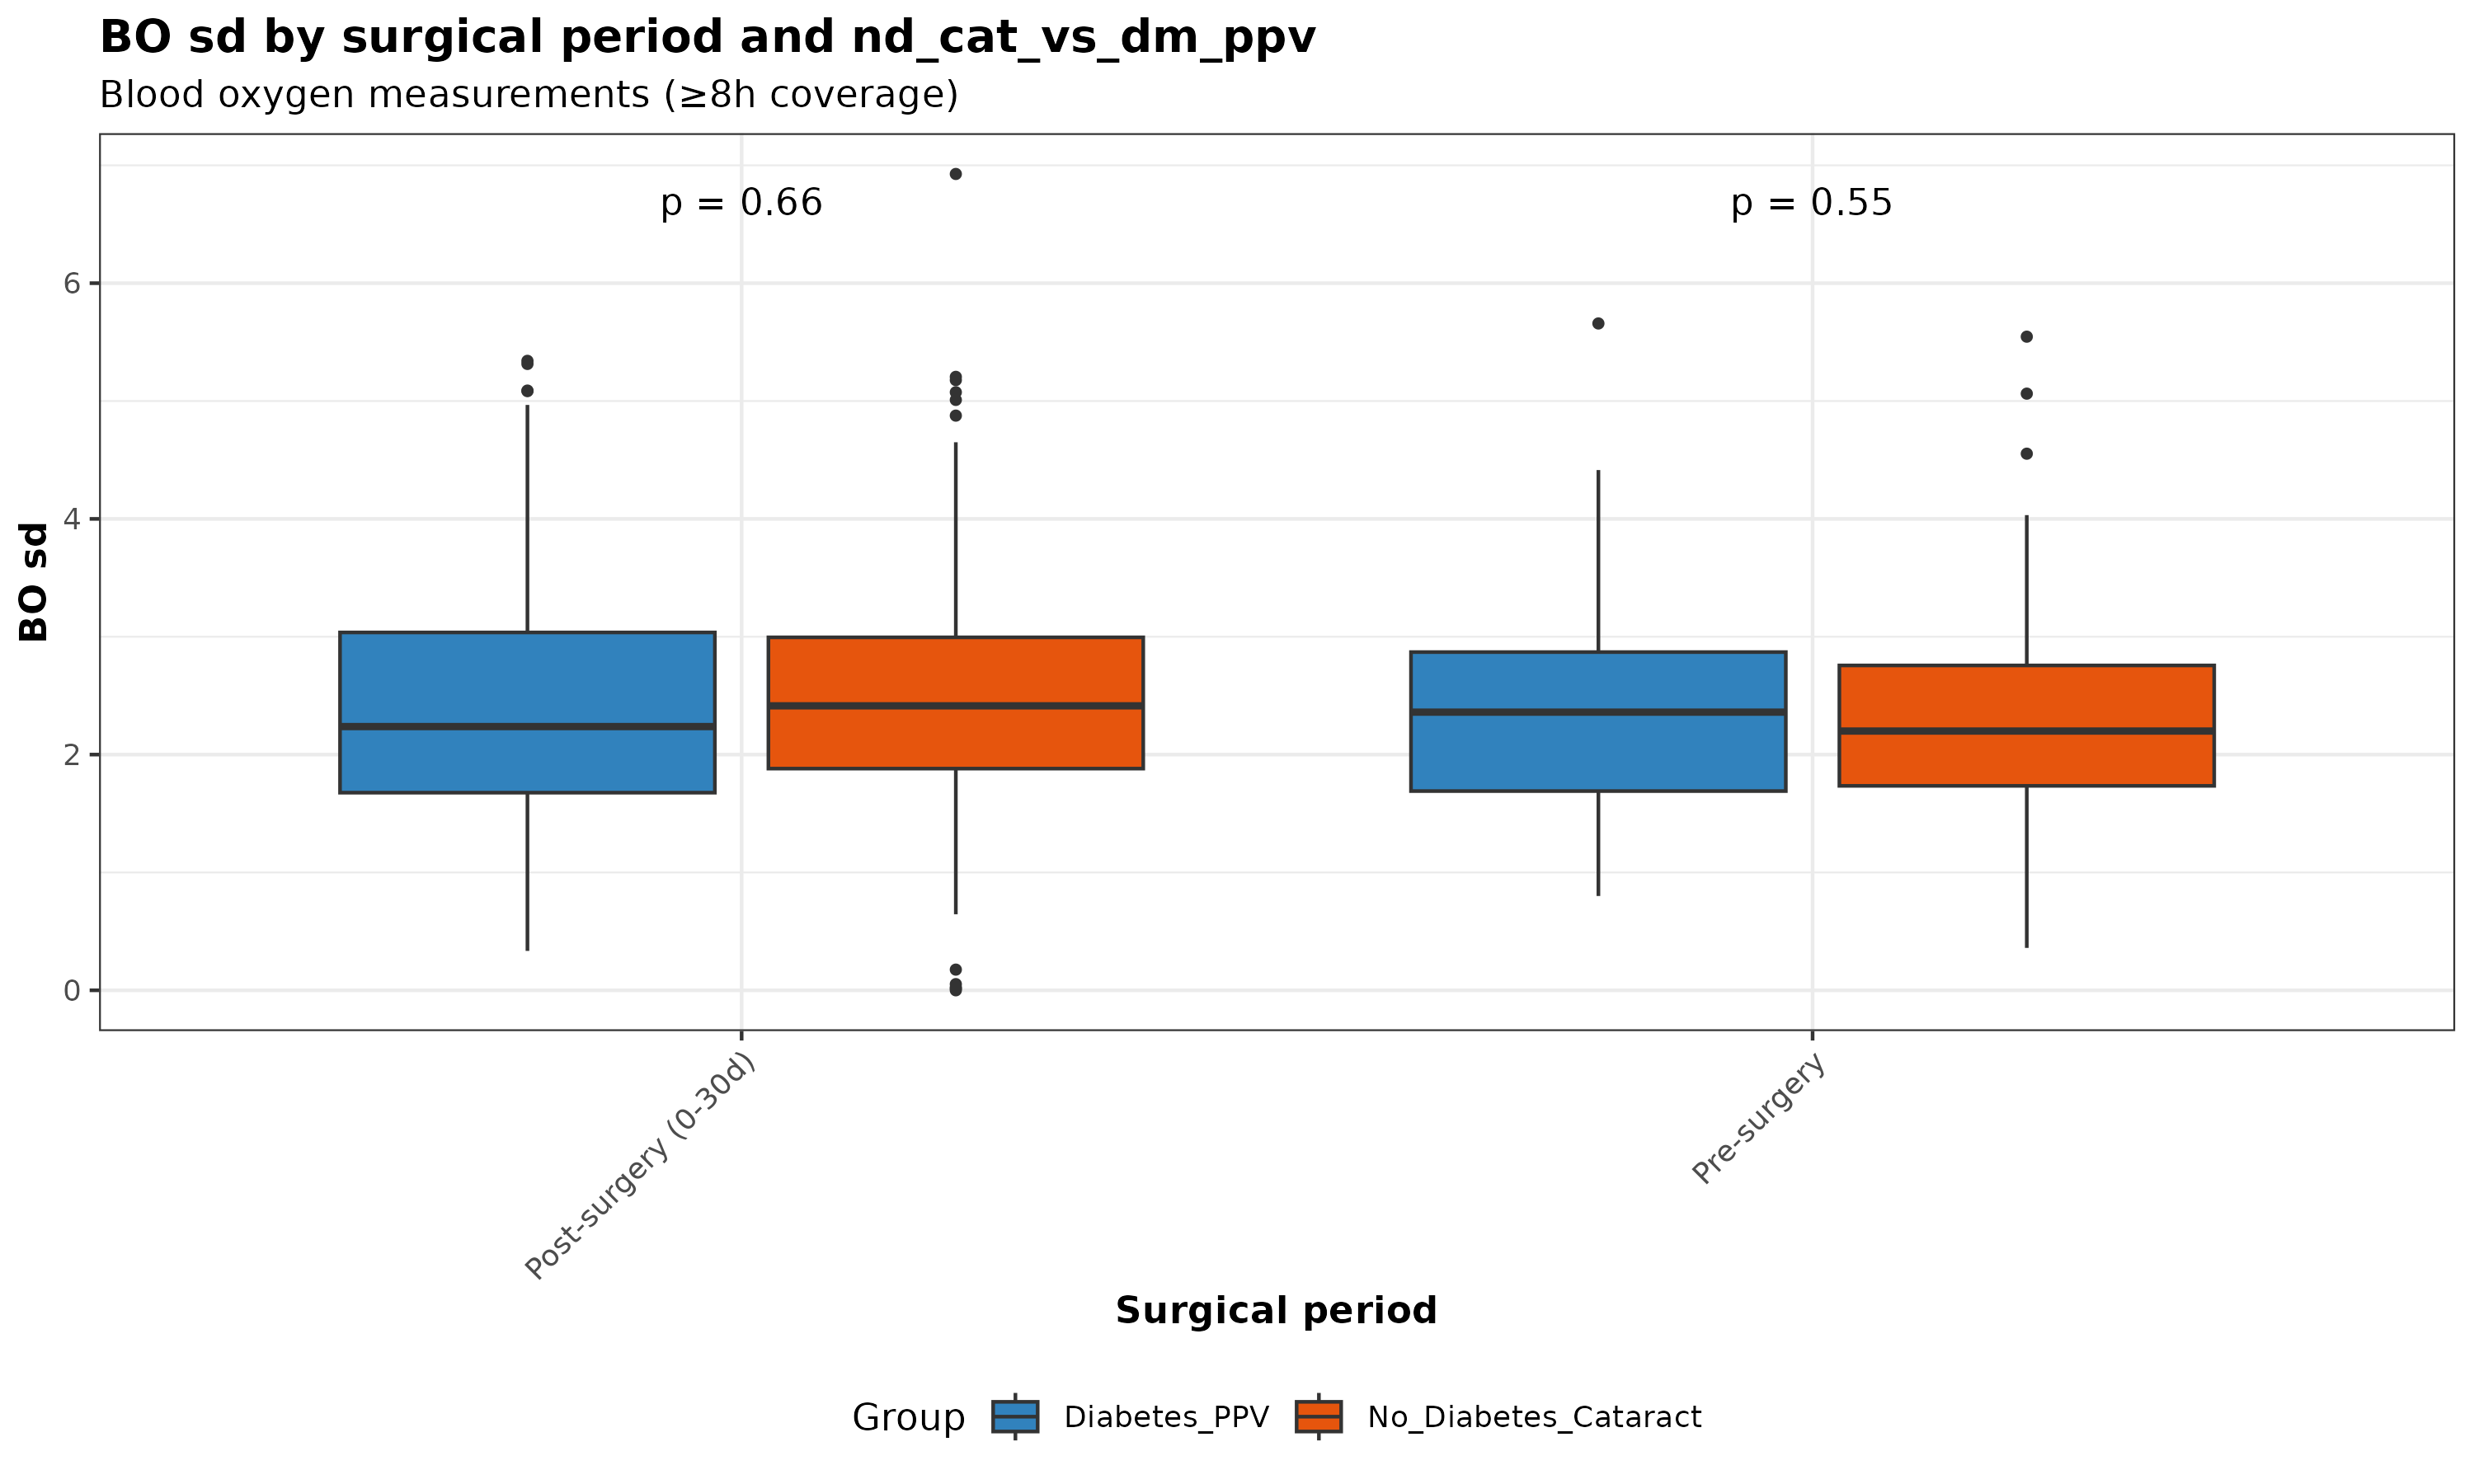 BO sd by surgical period and nd_cat_vs_dm_ppv
Blood oxygen measurements (≥8h coverage)
p = 0.66
p = 0.55
6
4
2
0
BO sd
Post-surgery (0-30d)
Pre-surgery
Surgical period
Group
Diabetes_PPV
No_Diabetes_Cataract